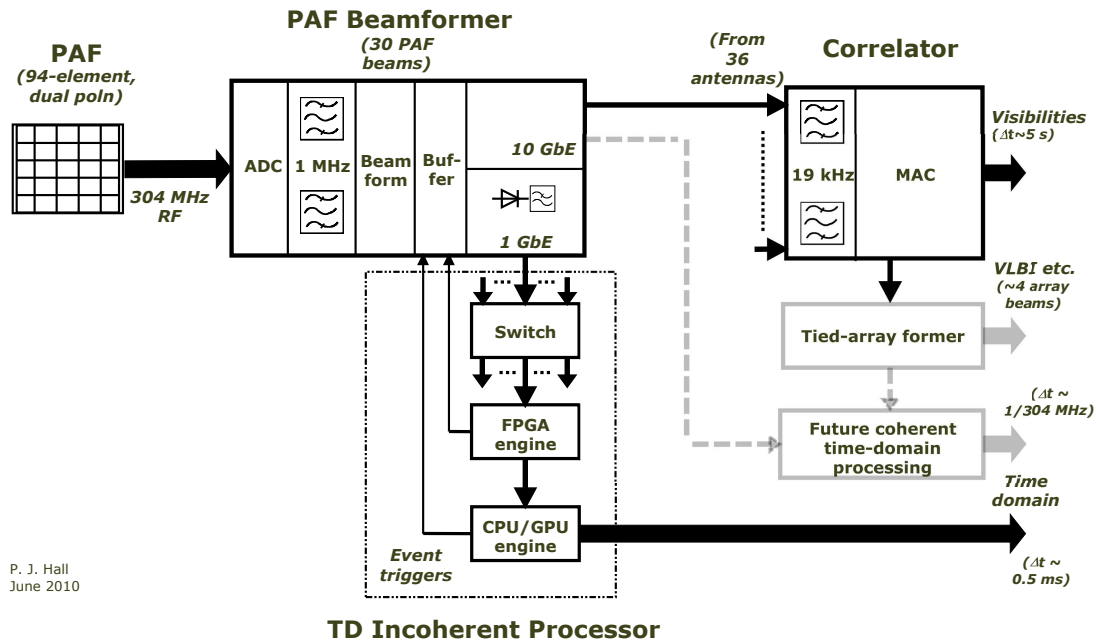 PAF Beamformer
(30 PAF
beams)
PAF
(94-element,
dual poln)
(From
36
antennas)
Correlator
304 MHz
RF
ADC
1 MHz
Beam
form
Buf-
fer
10 GbE
1 GbE
19 kHz
MAC
Visibilities
(Δt~5 s)
VLBI etc.
(~4 array
beams)
Switch
Tied-array former
FPGA
engine
Future coherent
time-domain
processing
(Δt ~
1/304 MHz)
CPU/GPU
engine
Time
domain
(Δt ~
0.5 ms)
Event
triggers
P. J. Hall
June 2010
TD Incoherent Processor